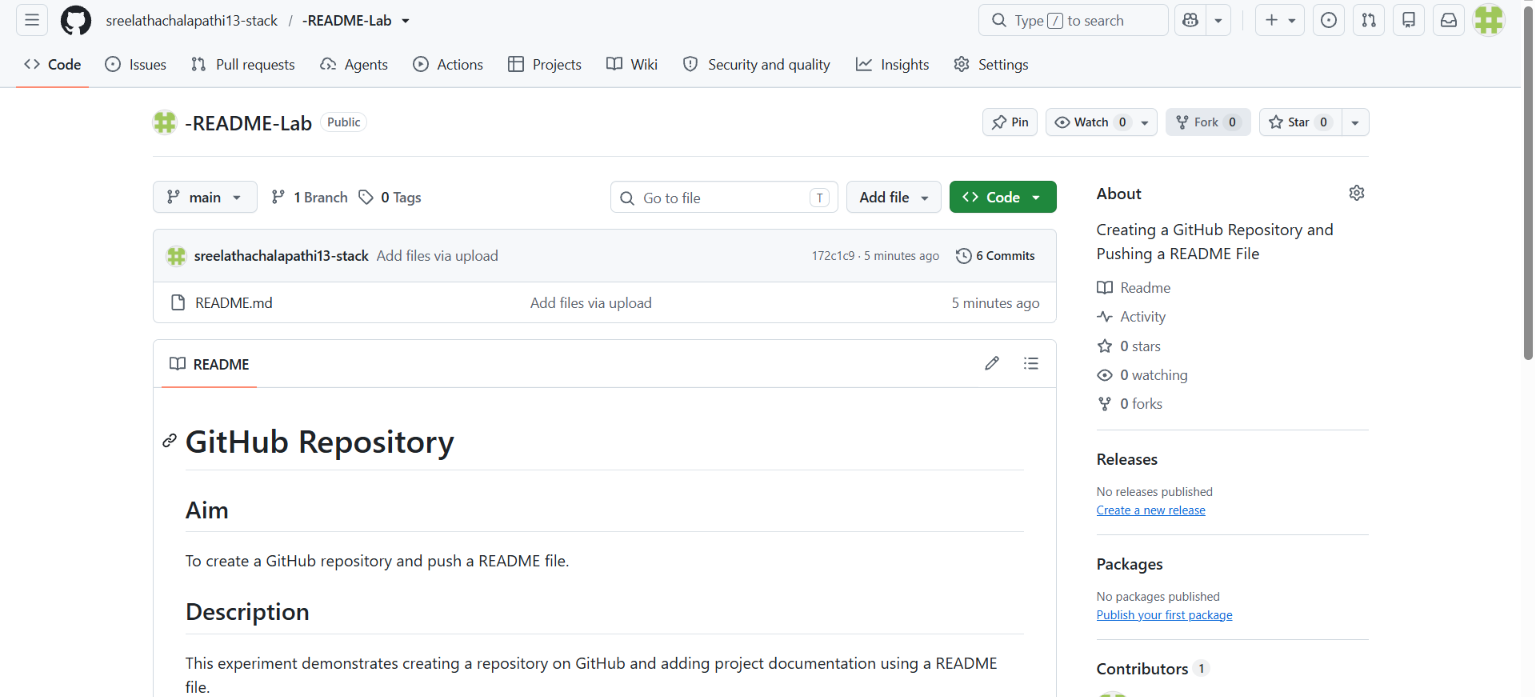 sreelathachalapathi13-stack / -README-Lab
Type / to search
Code Issues Pull requests Agents Actions Projects Wiki Security and quality Insights Settings
-README-Lab Public
Pin Watch 0 Fork 0 Star 0
main 1 Branch 0 Tags Go to file T Add file Code
sreelathachalapathi13-stack Add files via upload 172c1c9 · 5 minutes ago 6 Commits
README.md Add files via upload 5 minutes ago
README
GitHub Repository
Aim
To create a GitHub repository and push a README file.
Description
This experiment demonstrates creating a repository on GitHub and adding project documentation using a README
file.
About
Creating a GitHub Repository and
Pushing a README File
Readme
Activity
0 stars
0 watching
0 forks
Releases
No releases published
Create a new release
Packages
No packages published
Publish your first package
Contributors 1